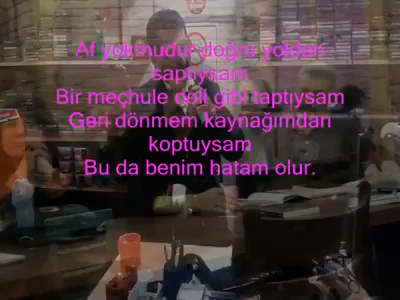 Af yokmudur doğru yoldan
saptıysam
Bir meçhule deli gibi taptıysam
Geri dönmem kaynağımdan
koptuysam
Bu da benim hatam olur.